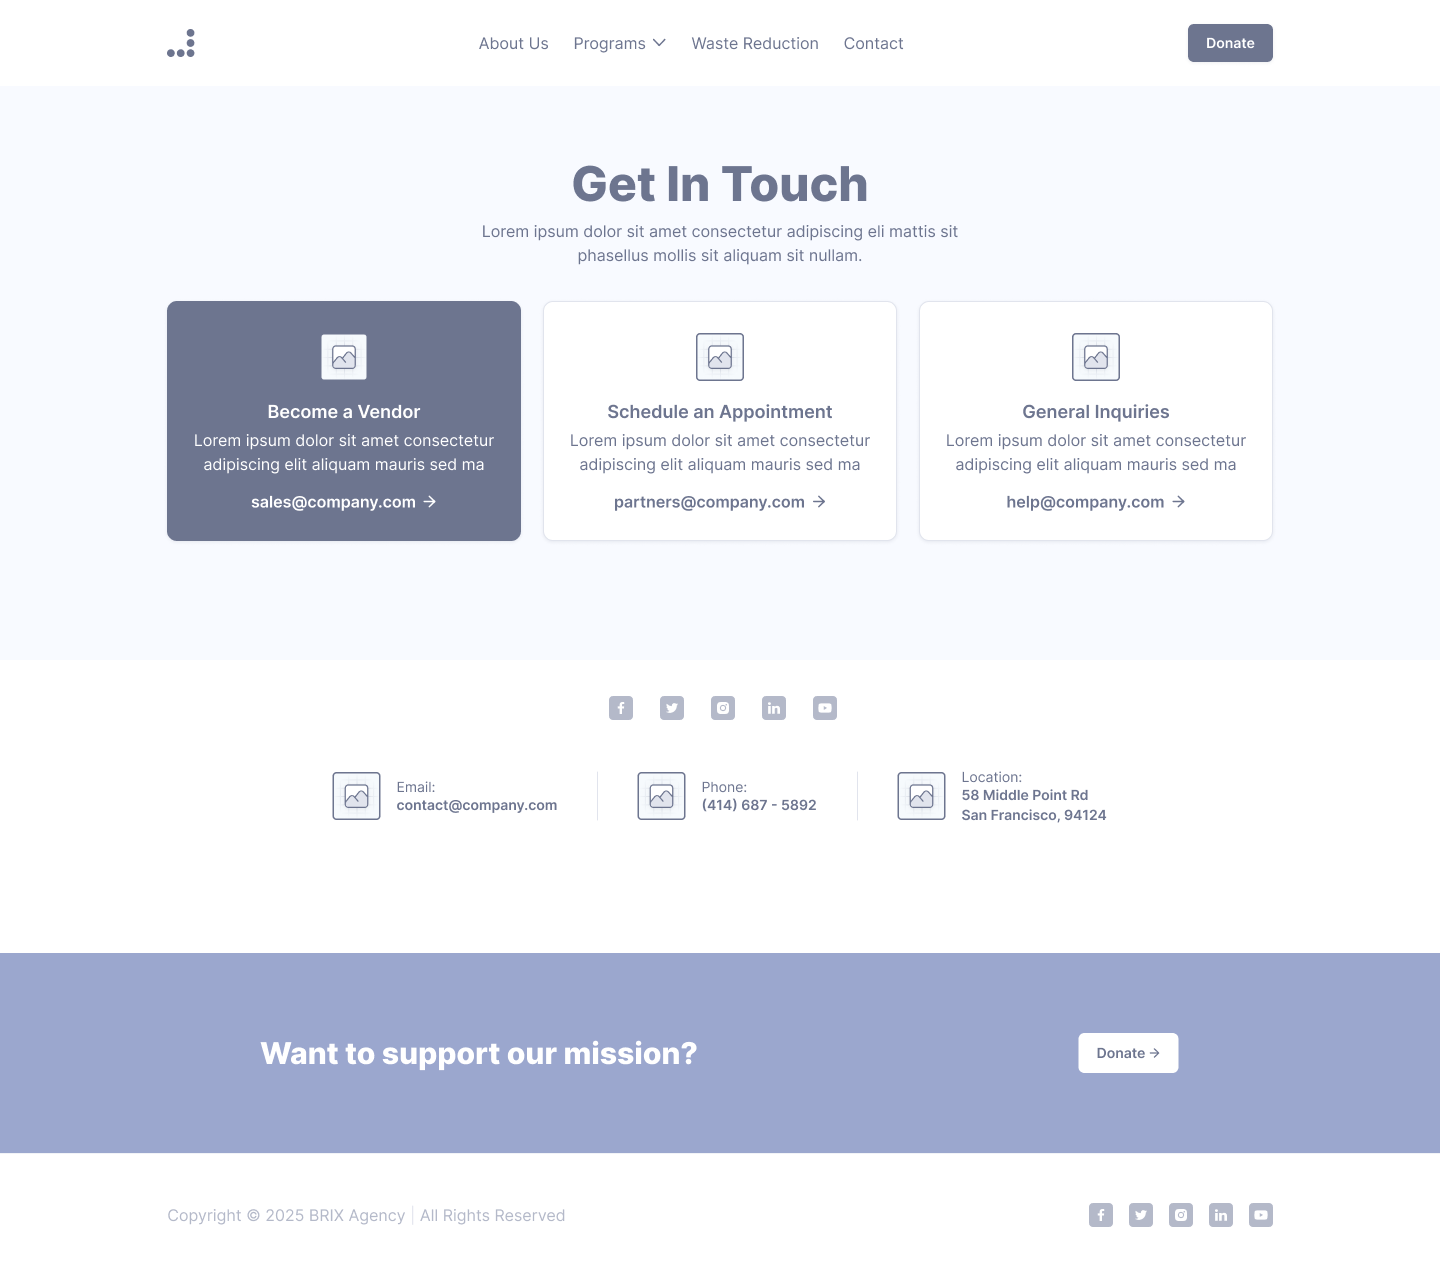 About Us
Programs
Waste Reduction
Contact
Donate
Get In Touch
Lorem ipsum dolor sit amet consectetur adipiscing eli mattis sit
phasellus mollis sit aliquam sit nullam.
Become a Vendor
Lorem ipsum dolor sit amet consectetur
adipiscing elit aliquam mauris sed ma
sales@company.com →
Schedule an Appointment
Lorem ipsum dolor sit amet consectetur
adipiscing elit aliquam mauris sed ma
partners@company.com →
General Inquiries
Lorem ipsum dolor sit amet consectetur
adipiscing elit aliquam mauris sed ma
help@company.com →
Email:
contact@company.com
Phone:
(414) 687 - 5892
Location:
58 Middle Point Rd
San Francisco, 94124
Want to support our mission?
Donate →
Copyright © 2025 BRIX Agency | All Rights Reserved